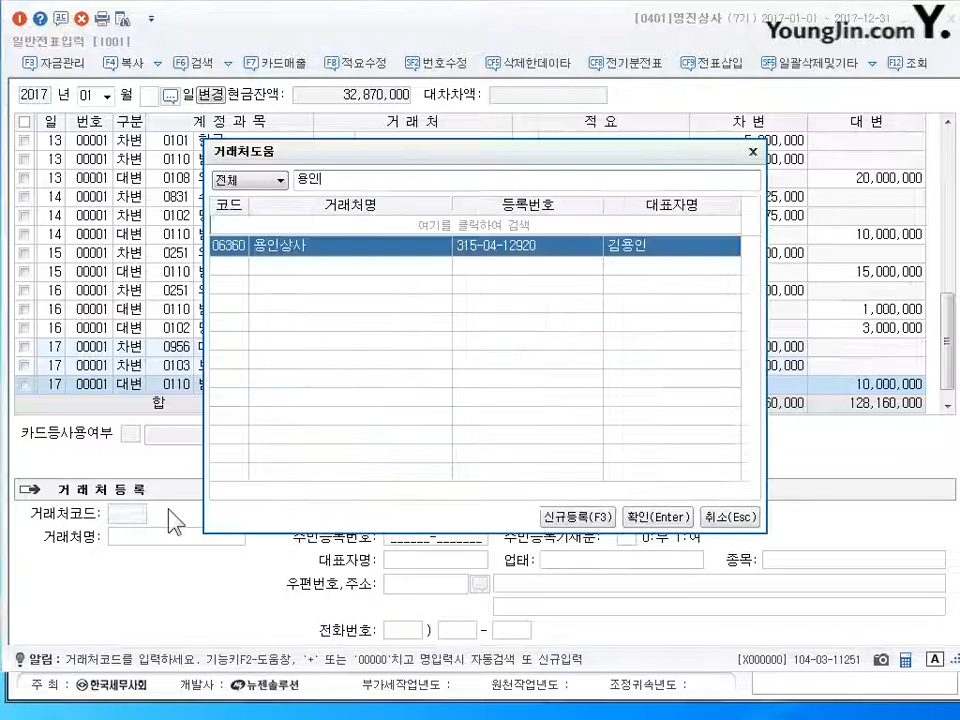 [0401]영진상사 (7기) 2017-01-01 ~ 2017-12-31
YoungJin.com Y.
일반전표입력 [1001]
F3 자금관리 F4 복사 F6 검색 F7 카드매출 F8 적요수정 SF2 번호수정 CF5 삭제한데이타 CF8 전기분전표 CF9 전표삽입 SF5 일괄삭제및기타 F12 조회
2017 년 01 월 일 변경 현금잔액: 32,870,000 대차차액:
일 번호 구분 계 정 과 목 거 래 처 적 요 차 변 대 변
13 00001 차변 0101
13 00001 차변 0110
13 00001 대변 0108 20,000,000
14 00001 차변 0831
14 00001 차변 0102
14 00001 대변 0110 10,000,000
15 00001 차변 0251
15 00001 대변 0110 15,000,000
16 00001 차변 0251
16 00001 대변 0110 1,000,000
16 00001 대변 0102 3,000,000
17 00001 차변 0956
17 00001 차변 0103
17 00001 대변 0110 10,000,000
합 128,160,000
거래처도움 x
전체 용인
코드 거래처명 등록번호 대표자명
여기를 클릭하여 검색
06360 용인상사 315-04-12920 김용인
신규등록(F3) 확인(Enter) 취소(Esc)
카드등사용여부
거 래 처 등 록
거래처코드:
거래처명: 주민등록번호: ______-_______ 주민등록기재분: 0:부 1:여
대표자명: 업태: 종목:
우편번호,주소:
전화번호: ) -
알림 : 거래처코드를 입력하세요. 기능키F2-도움창, '+' 또는 '00000'치고 명입력시 자동검색 또 신규입력 [X000000] 104-03-11251 A
주 최 : 한국세무사회 개발사 : 뉴젠솔루션 부가세작업년도 : 원천작업년도 : 조정귀속년도 :